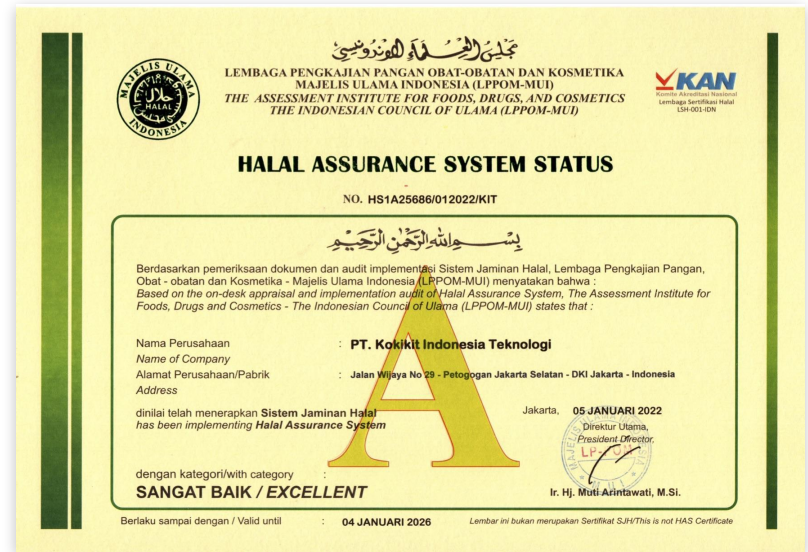 مجلس العلماء الاندونيسي
MAJELIS ULAMA
حلال
HALAL
INDONESIA
LEMBAGA PENGKAJIAN PANGAN OBAT-OBATAN DAN KOSMETIKA
MAJELIS ULAMA INDONESIA (LPPOM-MUI)
THE ASSESSMENT INSTITUTE FOR FOODS, DRUGS, AND COSMETICS
THE INDONESIAN COUNCIL OF ULAMA (LPPOM-MUI)
KAN
Komite Akreditasi Nasional
Lembaga Sertifikasi Halal
LSH-001-IDN
HALAL ASSURANCE SYSTEM STATUS
NO. HS1A25686/012022/KIT
بسم الله الرحمن الرحيم
Berdasarkan pemeriksaan dokumen dan audit implementasi Sistem Jaminan Halal, Lembaga Pengkajian Pangan,
Obat - obatan dan Kosmetika - Majelis Ulama Indonesia (LPPOM-MUI) menyatakan bahwa :
Based on the on-desk appraisal and implementation audit of Halal Assurance System, The Assessment Institute for
Foods, Drugs and Cosmetics - The Indonesian Council of Ulama (LPPOM-MUI) states that :
A
Nama Perusahaan : PT. Kokikit Indonesia Teknologi
Name of Company
Alamat Perusahaan/Pabrik : Jalan Wijaya No 29 - Petogogan Jakarta Selatan - DKI Jakarta - Indonesia
Address
dinilai telah menerapkan Sistem Jaminan Halal
has been implementing Halal Assurance System
Jakarta, 05 JANUARI 2022
Direktur Utama,
President Director,
LP-POM
Ir. Hj. Muti Arintawati, M.Si.
dengan kategori/with category :
SANGAT BAIK / EXCELLENT
Berlaku sampai dengan / Valid until : 04 JANUARI 2026
Lembar ini bukan merupakan Sertifikat SJH/This is not HAS Certificate